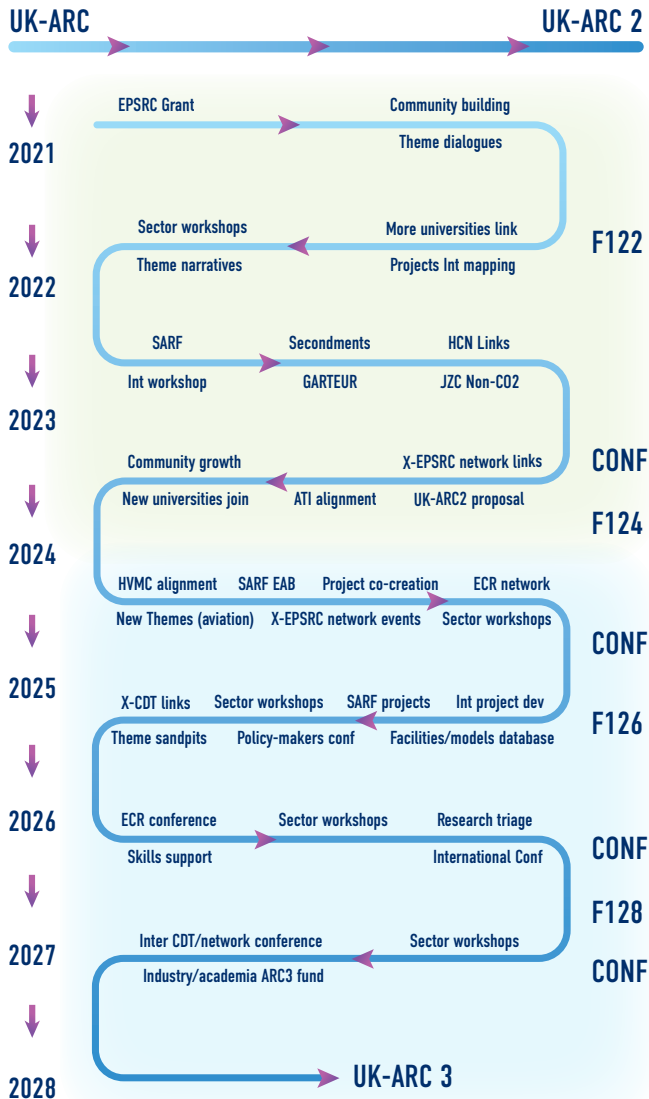 UK-ARC
UK-ARC 2
EPSRC Grant
Community building
2021
Theme dialogues
Sector workshops
More universities link
F122
Theme narratives
Projects Int mapping
2022
SARF
Secondments
HCN Links
Int workshop
GARTEUR
JZC Non-CO2
2023
Community growth
X-EPSRC network links
CONF
New universities join
ATI alignment
UK-ARC2 proposal
F124
2024
HVMC alignment
SARF EAB
Project co-creation
ECR network
New Themes (aviation)
X-EPSRC network events
Sector workshops
CONF
2025
X-CDT links
Sector workshops
SARF projects
Int project dev
F126
Theme sandpits
Policy-makers conf
Facilities/models database
2026
ECR conference
Sector workshops
Research triage
CONF
Skills support
International Conf
F128
2027
Inter CDT/network conference
Sector workshops
CONF
Industry/academia ARC3 fund
UK-ARC 3
2028